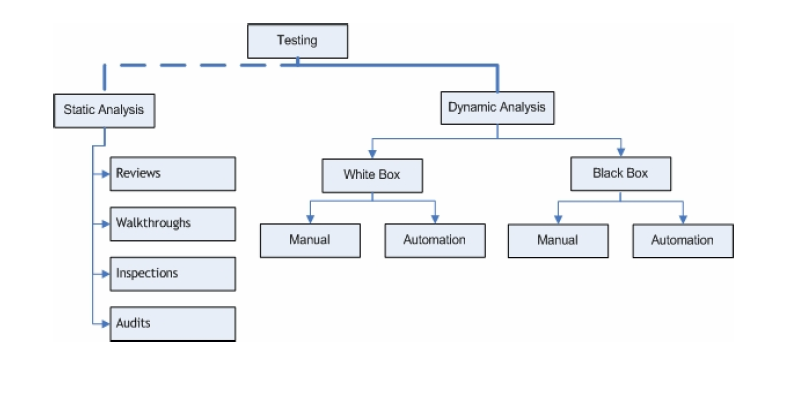 Testing
Static Analysis
Dynamic Analysis
Reviews
Walkthroughs
Inspections
Audits
White Box
Black Box
Manual
Automation
Manual
Automation